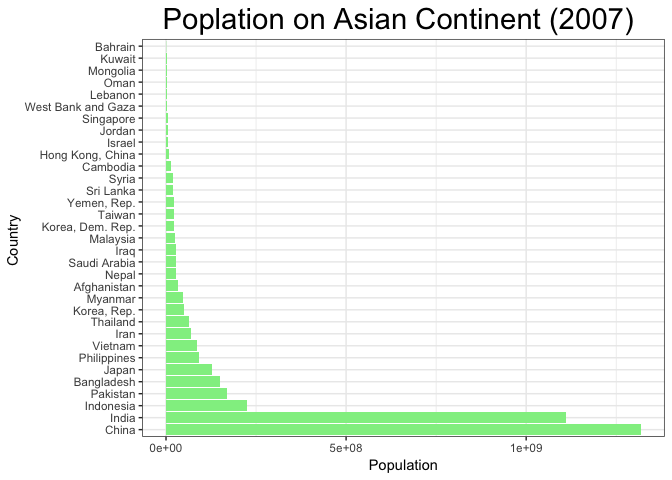 Poplation on Asian Continent (2007)
Bahrain
Kuwait
Mongolia
Oman
Lebanon
West Bank and Gaza
Singapore
Jordan
Israel
Hong Kong, China
Cambodia
Syria
Sri Lanka
Yemen, Rep.
Taiwan
Korea, Dem. Rep.
Malaysia
Iraq
Saudi Arabia
Nepal
Afghanistan
Myanmar
Korea, Rep.
Thailand
Iran
Vietnam
Philippines
Japan
Bangladesh
Pakistan
Indonesia
India
China
Country
0e+00 5e+08 1e+09
Population